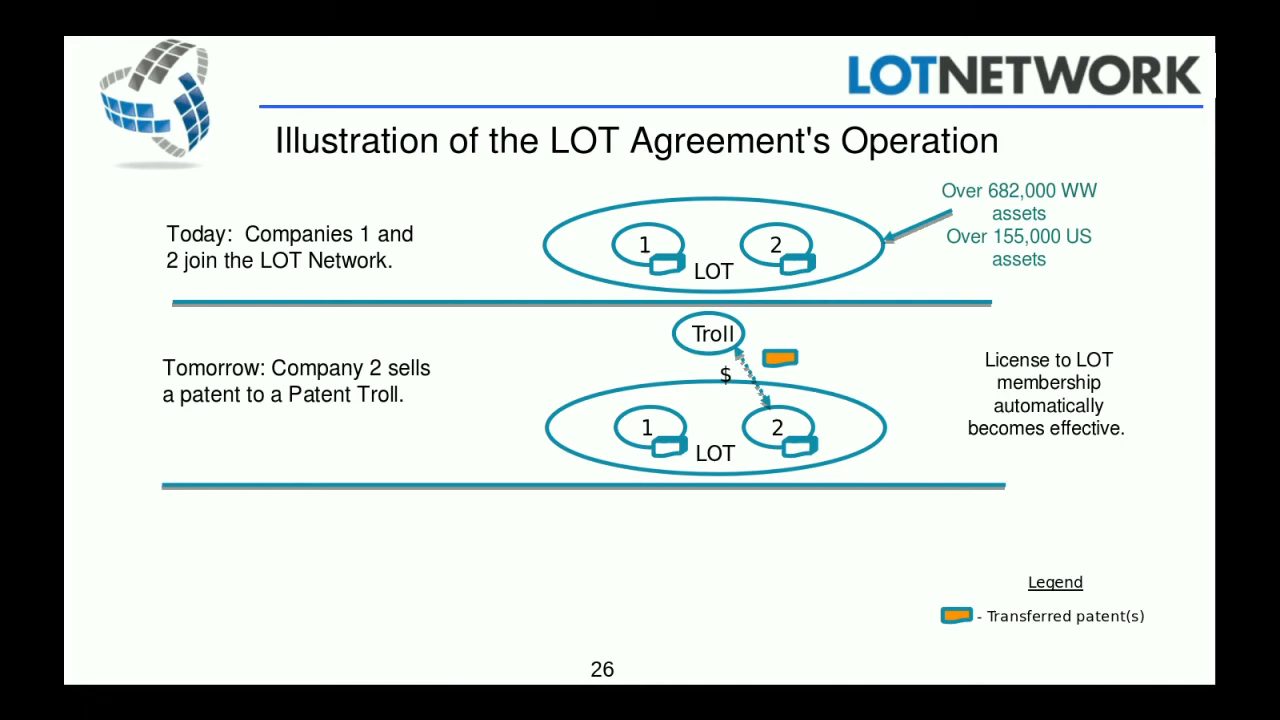 LOTNETWORK
Illustration of the LOT Agreement's Operation
Over 682,000 WW
assets
Over 155,000 US
assets
Today:  Companies 1 and
2 join the LOT Network.
1
2
LOT
Troll
$
Tomorrow: Company 2 sells
a patent to a Patent Troll.
1
2
LOT
License to LOT
membership
automatically
becomes effective.
Legend
- Transferred patent(s)
26